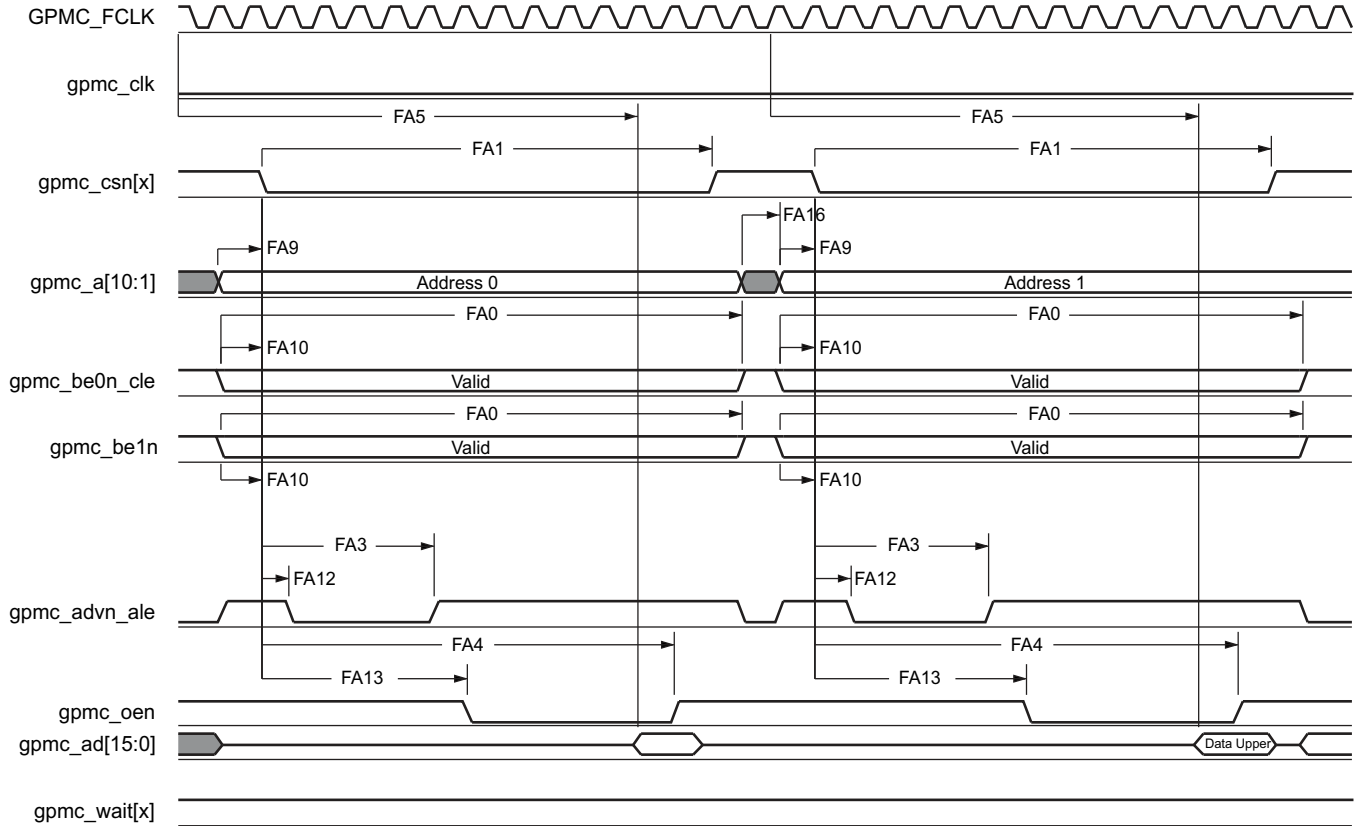 GPMC_FCLK
gpmc_clk
FA5 FA5
FA1 FA1
gpmc_csn[x]
FA16
FA9 FA9
gpmc_a[10:1] Address 0 Address 1
FA0 FA0
FA10 FA10
gpmc_be0n_cle Valid Valid
FA0 FA0
gpmc_be1n Valid Valid
FA10 FA10
FA3 FA3
FA12 FA12
gpmc_advn_ale
FA4 FA4
FA13 FA13
gpmc_oen
gpmc_ad[15:0] Data Upper
gpmc_wait[x]